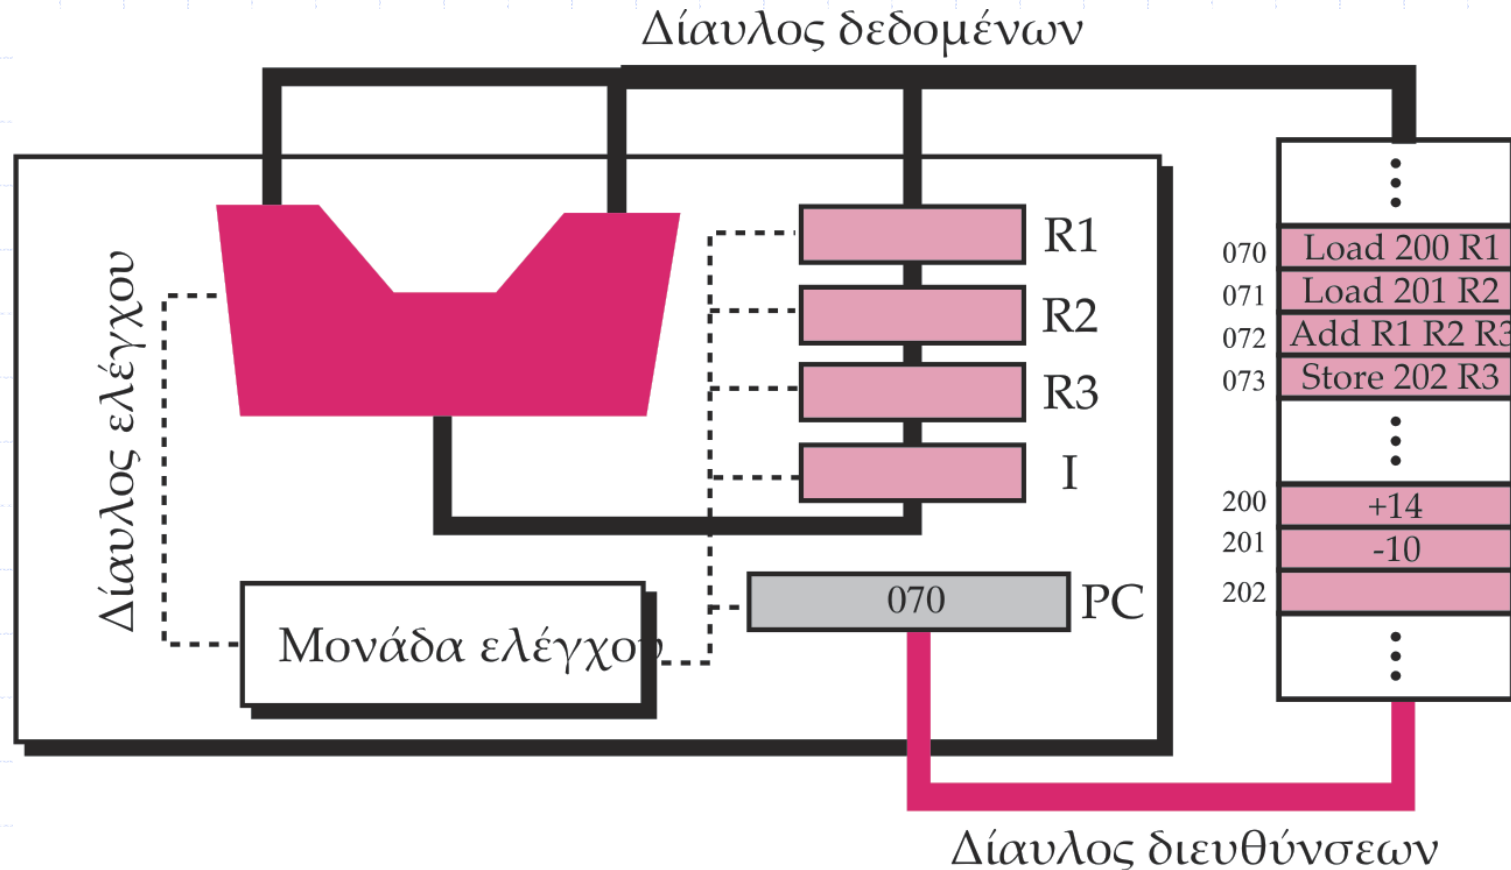 Δίαυλος δεδομένων
Δίαυλος ελέγχου
R1
R2
R3
I
070 PC
Μονάδα ελέγχου
070 Load 200 R1
071 Load 201 R2
072 Add R1 R2 R3
073 Store 202 R3
200 +14
201 -10
202
Δίαυλος διευθύνσεων